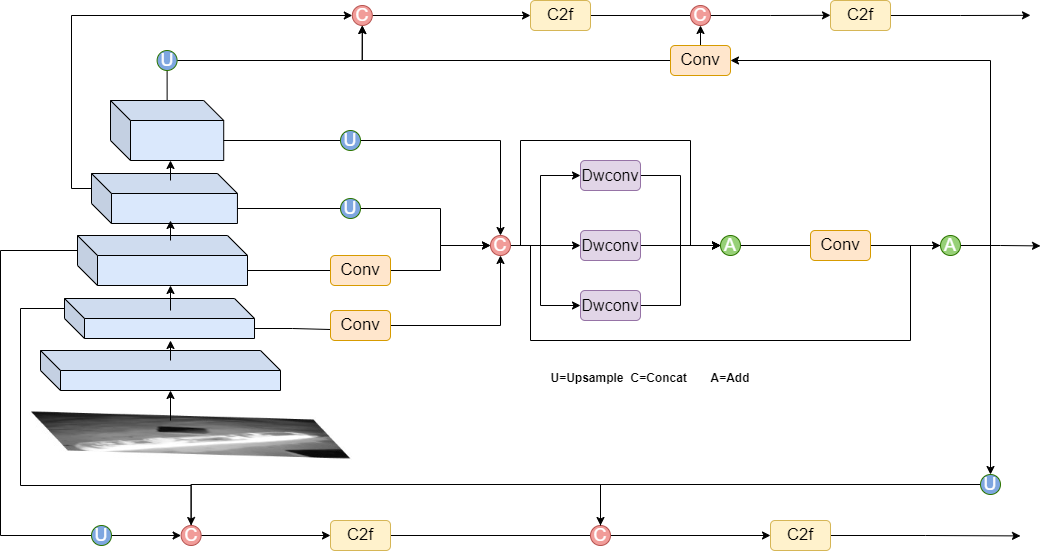 C C2f C C2f
U Conv
U
Dwconv
U
C Dwconv A Conv A
Conv
Dwconv
Conv
U=Upsample C=Concat A=Add
U
U C C2f C C2f